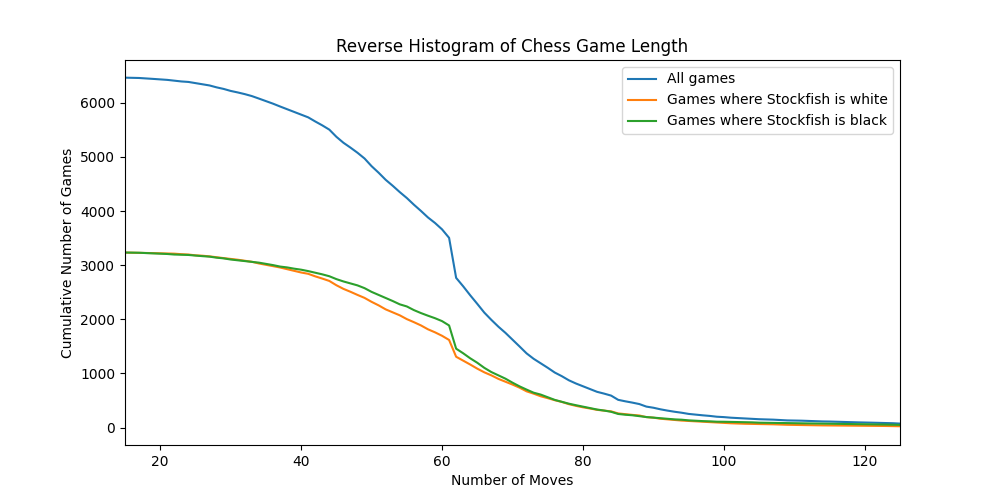 Reverse Histogram of Chess Game Length
All games
Games where Stockfish is white
Games where Stockfish is black
Cumulative Number of Games
6000
5000
4000
3000
2000
1000
0
20 40 60 80 100 120
Number of Moves